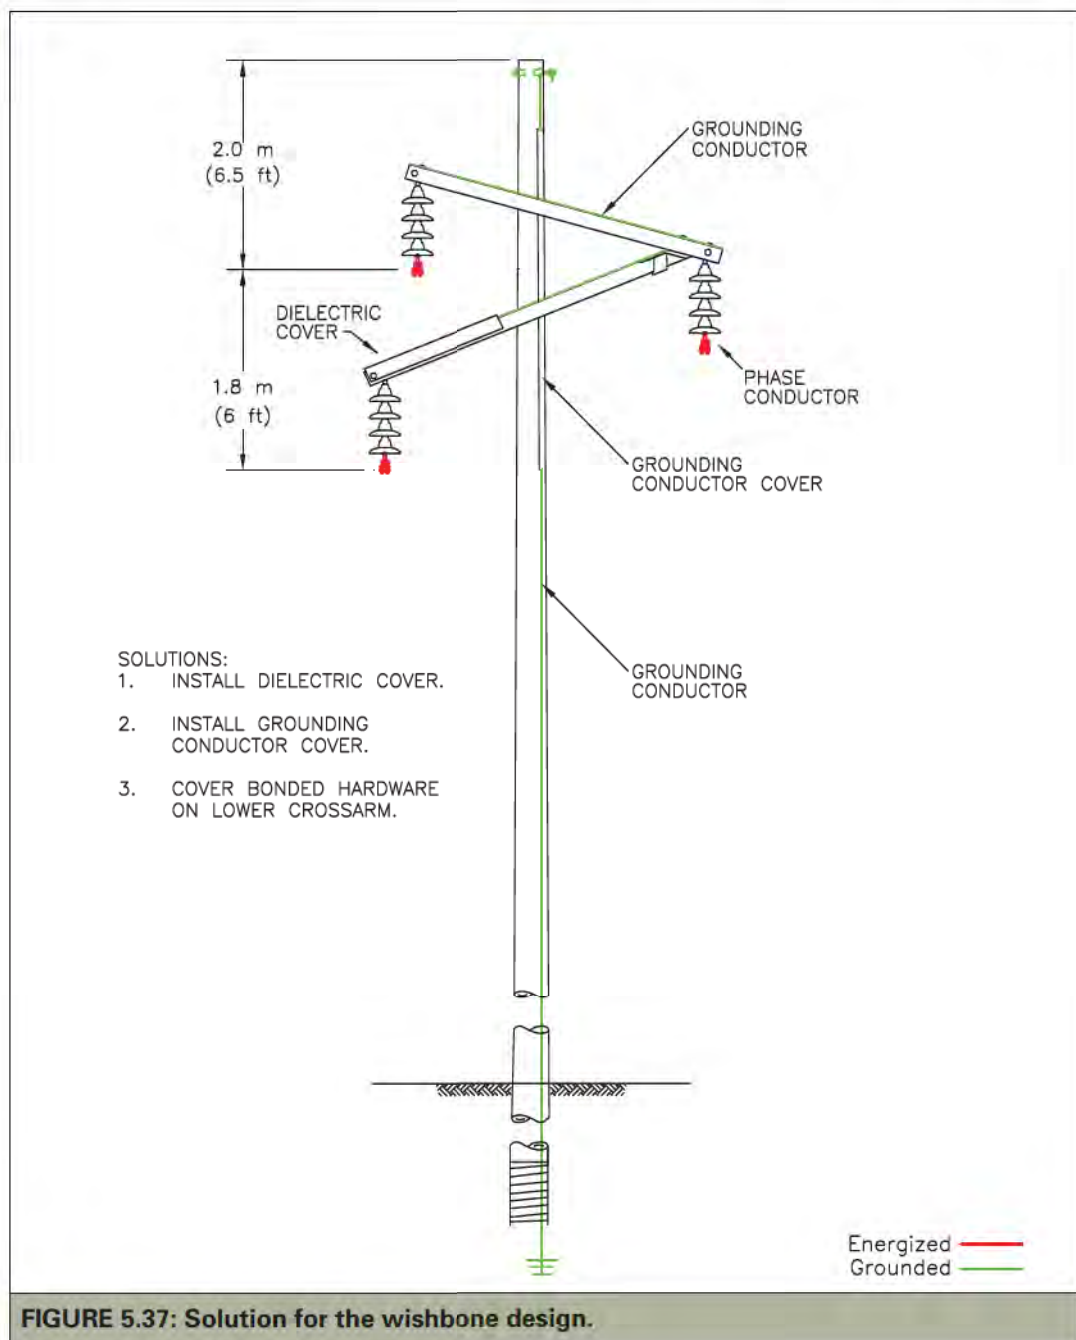 2.0 m
(6.5 ft)
GROUNDING
CONDUCTOR
DIELECTRIC
COVER
1.8 m
(6 ft)
PHASE
CONDUCTOR
GROUNDING
CONDUCTOR COVER
GROUNDING
CONDUCTOR
SOLUTIONS:
1. INSTALL DIELECTRIC COVER.
2. INSTALL GROUNDING
CONDUCTOR COVER.
3. COVER BONDED HARDWARE
ON LOWER CROSSARM.
Energized
Grounded
FIGURE 5.37: Solution for the wishbone design.